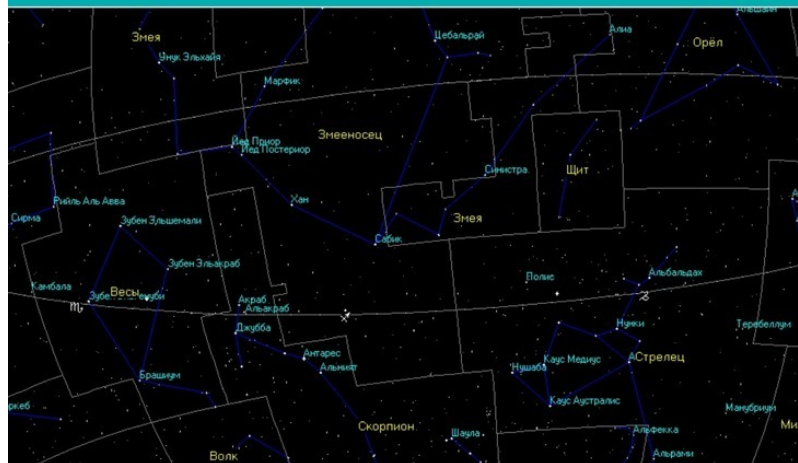 Альшаин
Алиа
Змея
Цебальрай
Орёл
Унук Эльхайя
Марфик
Змееносец
Йед Приор
Йед Постериор
Синистра
Щит
Хан
Рийль Аль Авва
Сирма
Змея
Зубен Эльшемали
Сабик
Зубен Эльакраб
Полис
Альбальдах
Камбала
Весы
Акраб
Альакраб
Джубба
Нунки
Теребеллум
Антарес
Альният
Каус Медиус
Стрелец
Нушаба
Брашиум
Каус Аустралис
Манубриум
Скорпион
Шаула
Альфекка
Волк
Альрами